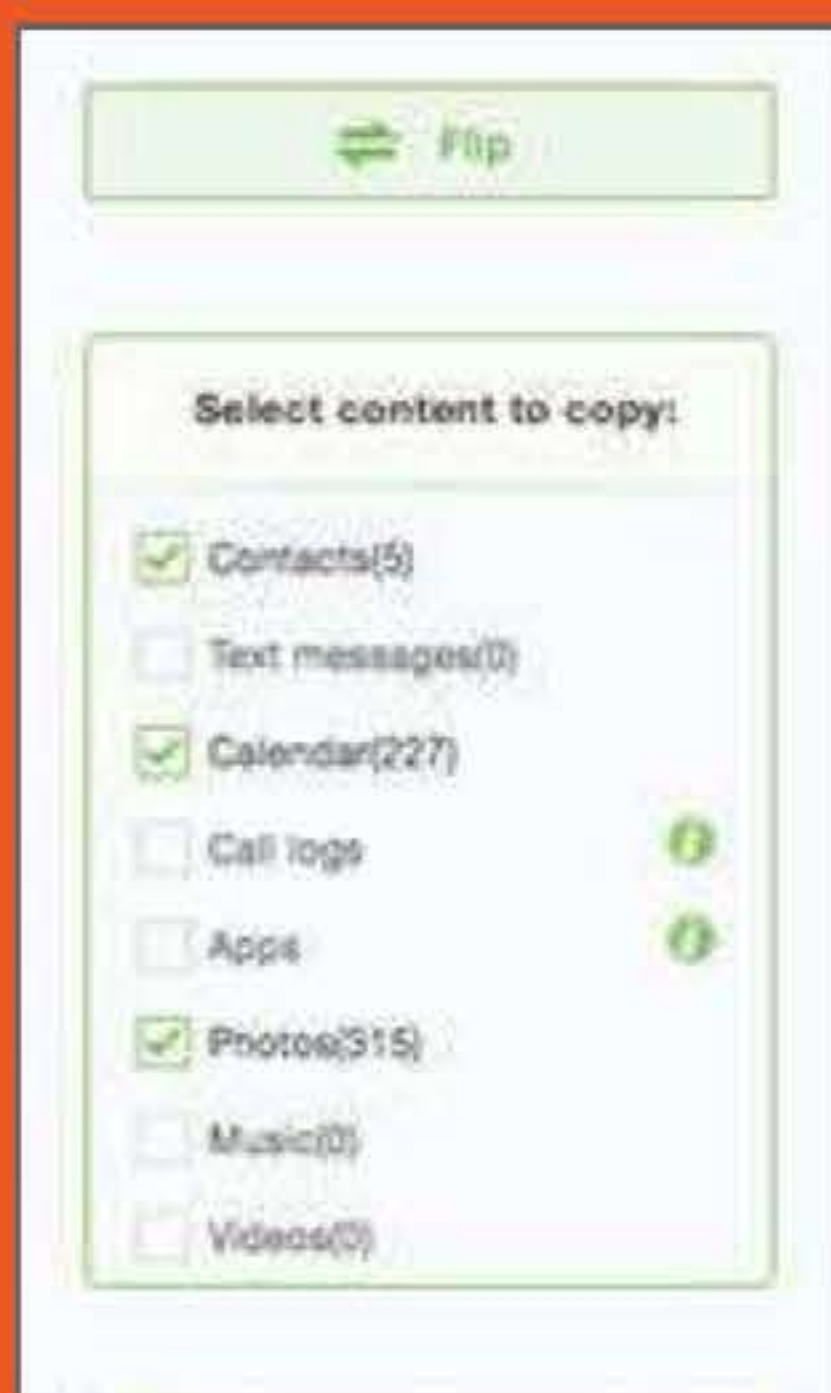 Flip
Select content to copy:
Contacts(5)
Text messages(0)
Calendar(227)
Call logs
Apps
Photos(315)
Music(0)
Videos(0)